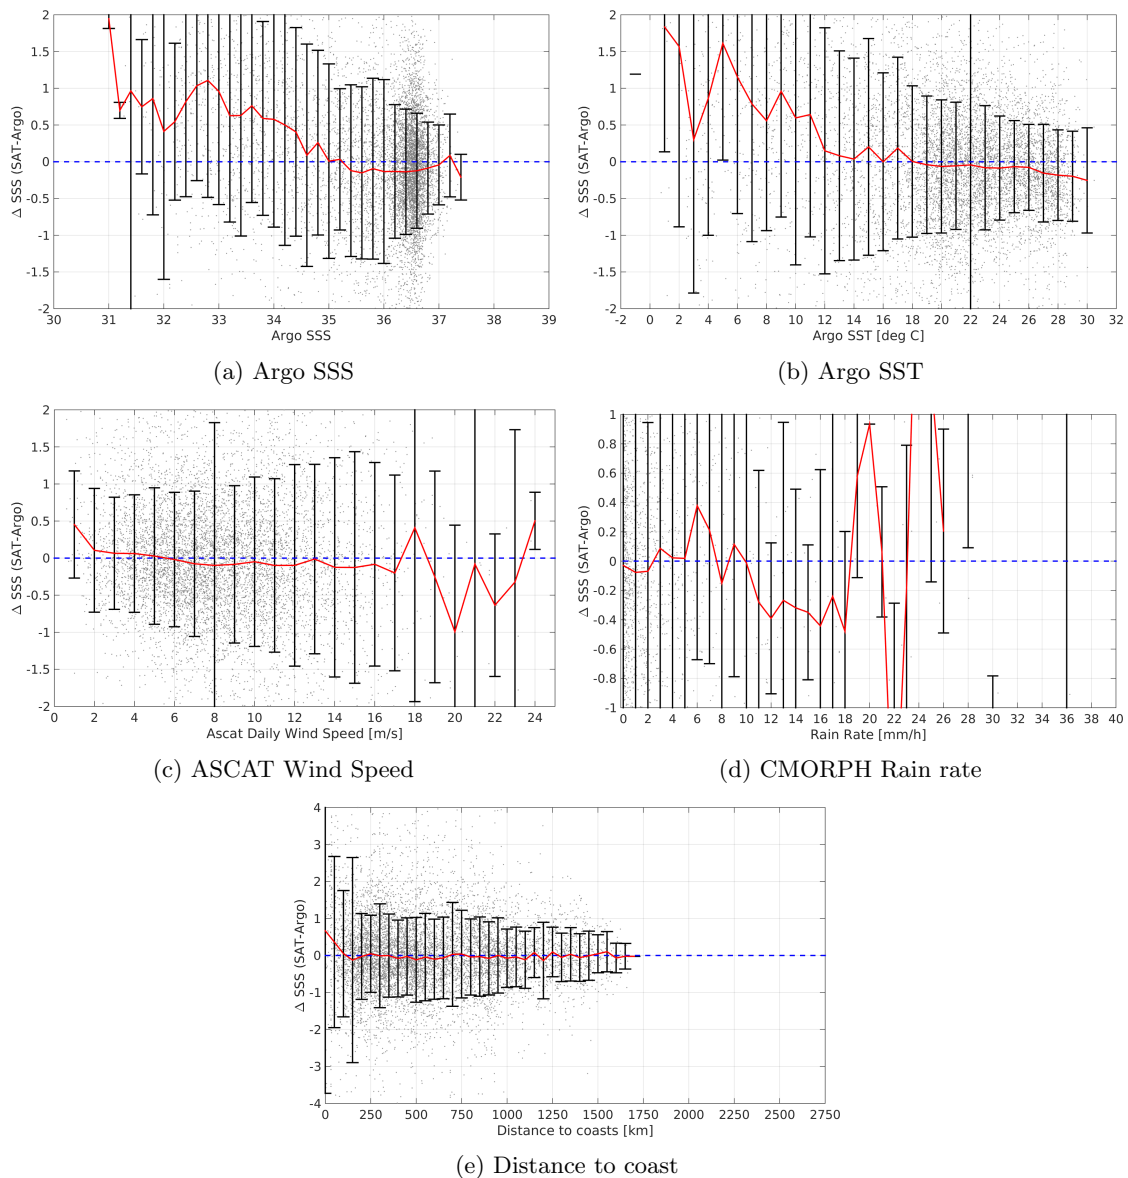 2
1.5
1
0.5
0
-0.5
-1
-1.5
-2
Δ SSS (SAT-Argo)
30 31 32 33 34 35 36 37 38 39
Argo SSS
(a) Argo SSS
2
1.5
1
0.5
0
-0.5
-1
-1.5
-2
Δ SSS (SAT-Argo)
-2 0 2 4 6 8 10 12 14 16 18 20 22 24 26 28 30 32
Argo SST [deg C]
(b) Argo SST
2
1.5
1
0.5
0
-0.5
-1
-1.5
-2
Δ SSS (SAT-Argo)
0 2 4 6 8 10 12 14 16 18 20 22 24
Ascat Daily Wind Speed [m/s]
(c) ASCAT Wind Speed
1
0.8
0.6
0.4
0.2
0
-0.2
-0.4
-0.6
-0.8
-1
Δ SSS (SAT-Argo)
0 2 4 6 8 10 12 14 16 18 20 22 24 26 28 30 32 34 36 38 40
Rain Rate [mm/h]
(d) CMORPH Rain rate
4
3
2
1
0
-1
-2
-3
-4
Δ SSS (SAT-Argo)
0 250 500 750 1000 1250 1500 1750 2000 2250 2500 2750
Distance to coasts [km]
(e) Distance to coast